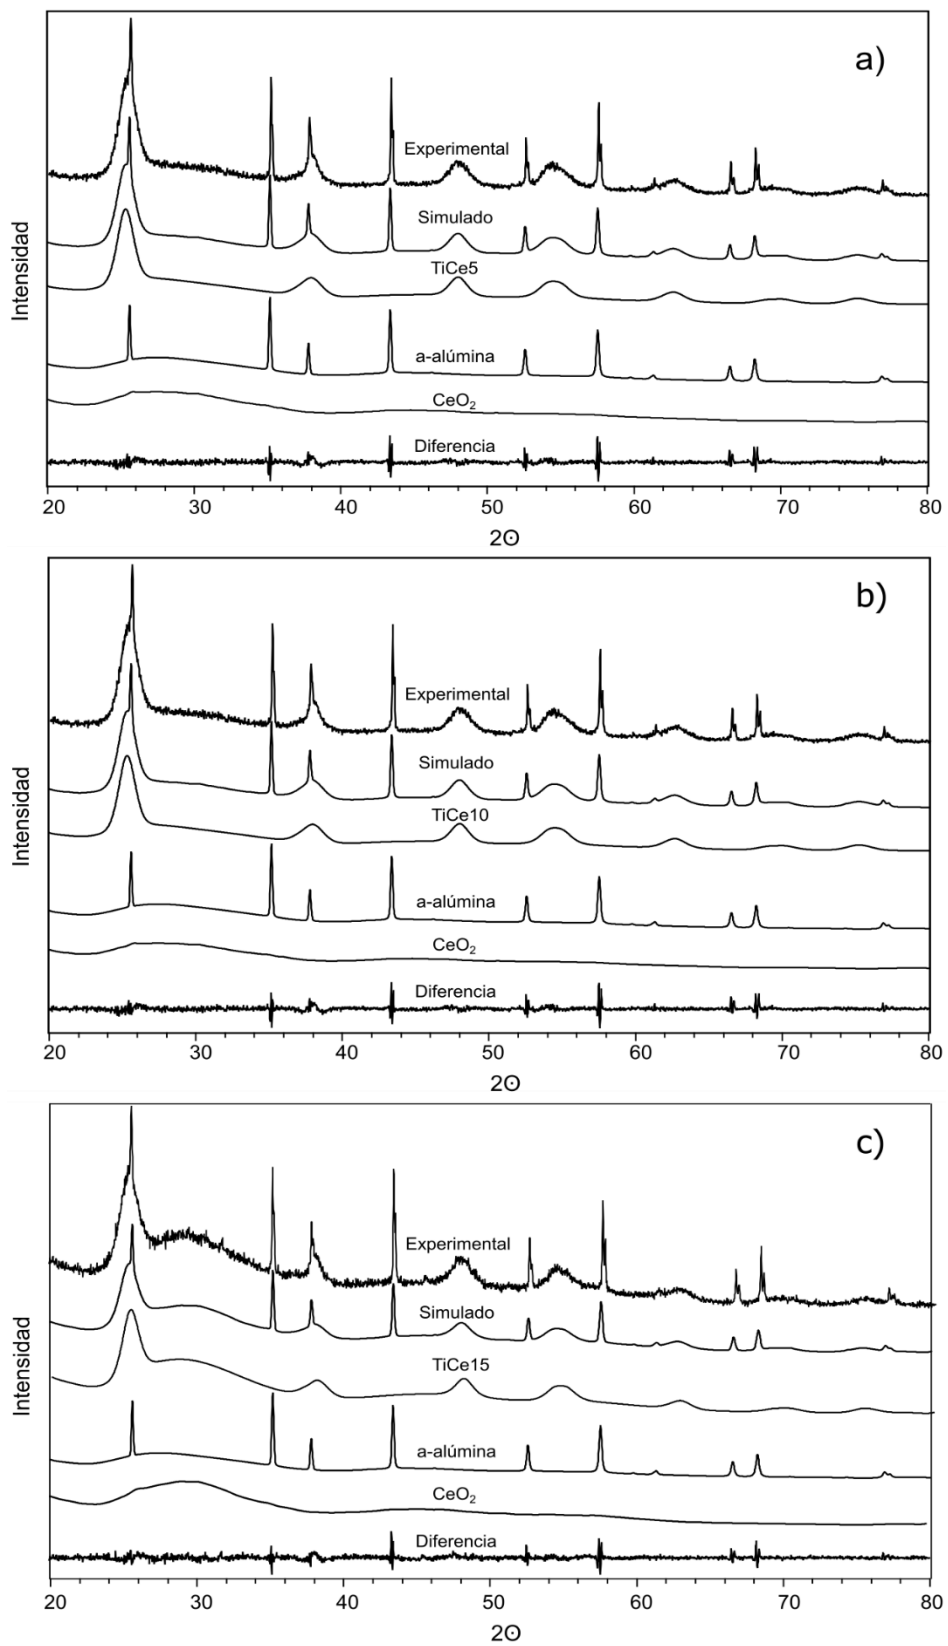 a)
Experimental
Simulado
TiCe5
a-alúmina
CeO₂
Diferencia
Intensidad
20 30 40 50 60 70 80
2Θ
b)
Experimental
Simulado
TiCe10
a-alúmina
CeO₂
Diferencia
Intensidad
20 30 40 50 60 70 80
2Θ
c)
Experimental
Simulado
TiCe15
a-alúmina
CeO₂
Diferencia
Intensidad
20 30 40 50 60 70 80
2Θ